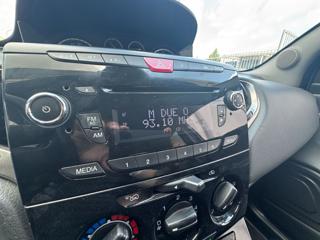 M DUE O
93.10 MHz
FM
AM
MEDIA
1 2 3 4 5 6